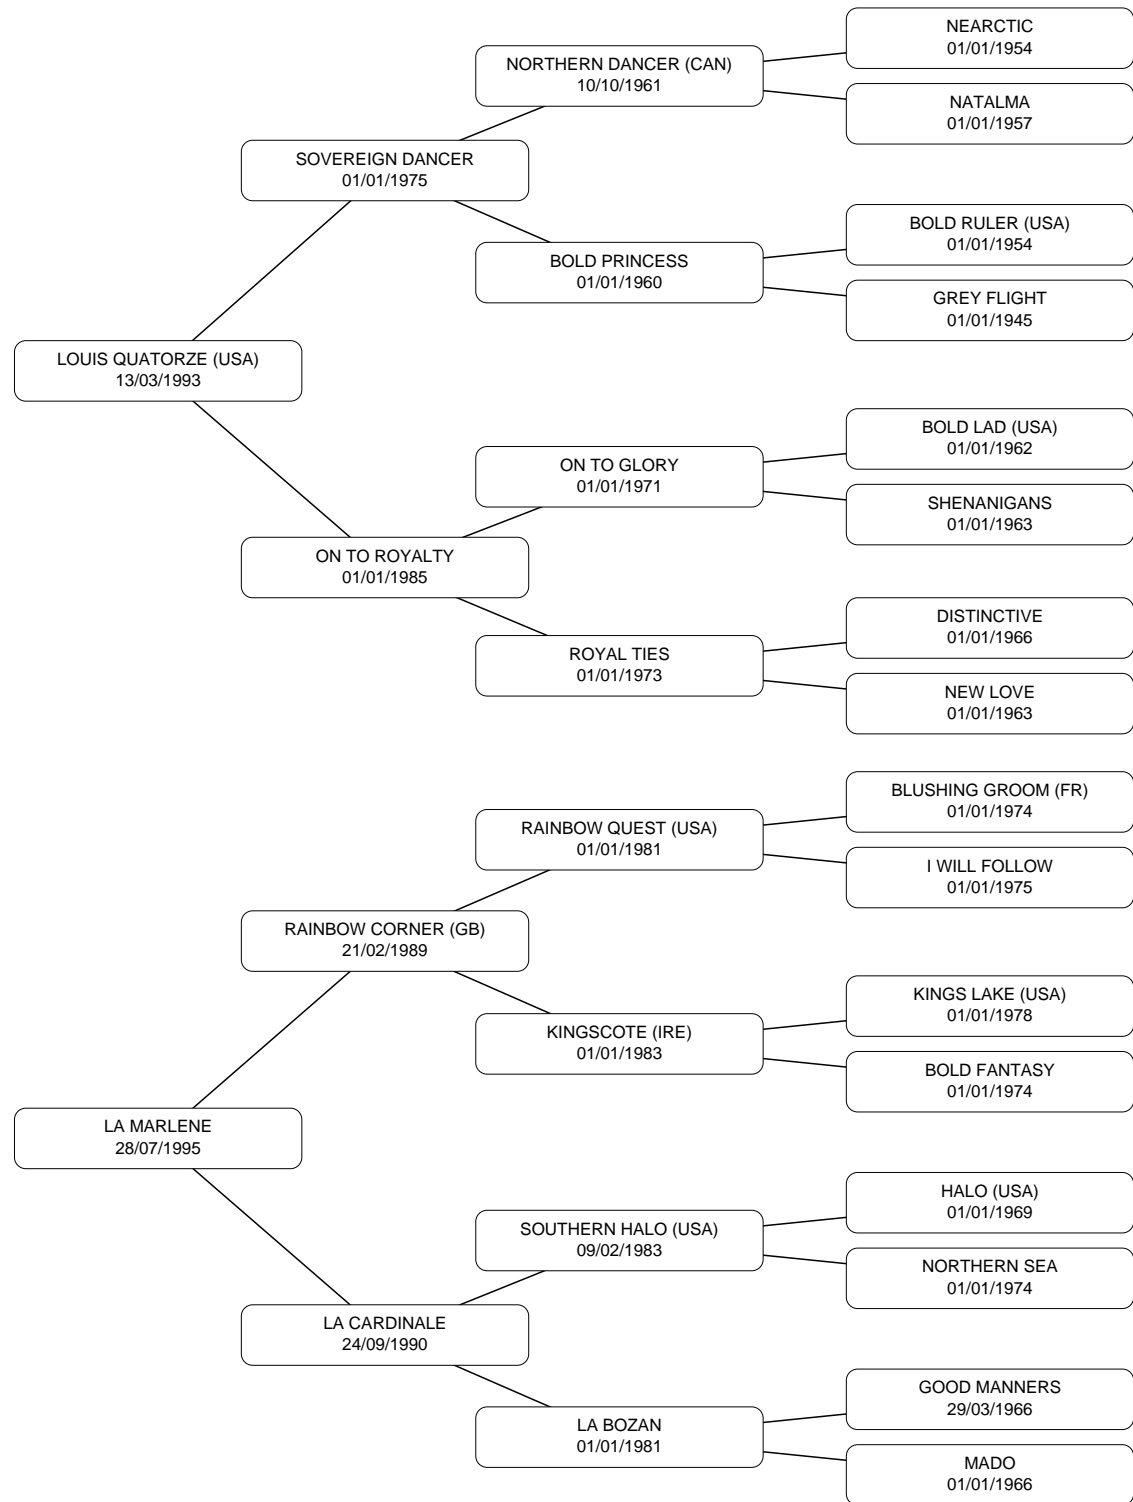 NEARCTIC
01/01/1954
NORTHERN DANCER (CAN)
10/10/1961
NATALMA
01/01/1957
SOVEREIGN DANCER
01/01/1975
BOLD RULER (USA)
01/01/1954
BOLD PRINCESS
01/01/1960
GREY FLIGHT
01/01/1945
LOUIS QUATORZE (USA)
13/03/1993
BOLD LAD (USA)
01/01/1962
ON TO GLORY
01/01/1971
SHENANIGANS
01/01/1963
ON TO ROYALTY
01/01/1985
DISTINCTIVE
01/01/1966
ROYAL TIES
01/01/1973
NEW LOVE
01/01/1963
BLUSHING GROOM (FR)
01/01/1974
RAINBOW QUEST (USA)
01/01/1981
I WILL FOLLOW
01/01/1975
RAINBOW CORNER (GB)
21/02/1989
KINGS LAKE (USA)
01/01/1978
KINGSCOTE (IRE)
01/01/1983
BOLD FANTASY
01/01/1974
LA MARLENE
28/07/1995
HALO (USA)
01/01/1969
SOUTHERN HALO (USA)
09/02/1983
NORTHERN SEA
01/01/1974
LA CARDINALE
24/09/1990
GOOD MANNERS
29/03/1966
LA BOZAN
01/01/1981
MADO
01/01/1966